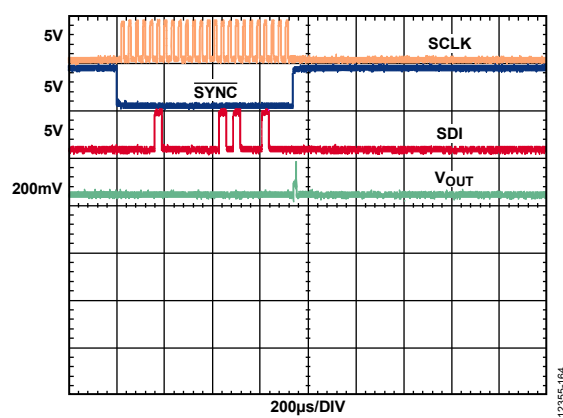 5V
SCLK
5V
SYNC
5V
SDI
200mV
VOUT
200µs/DIV
12355-164